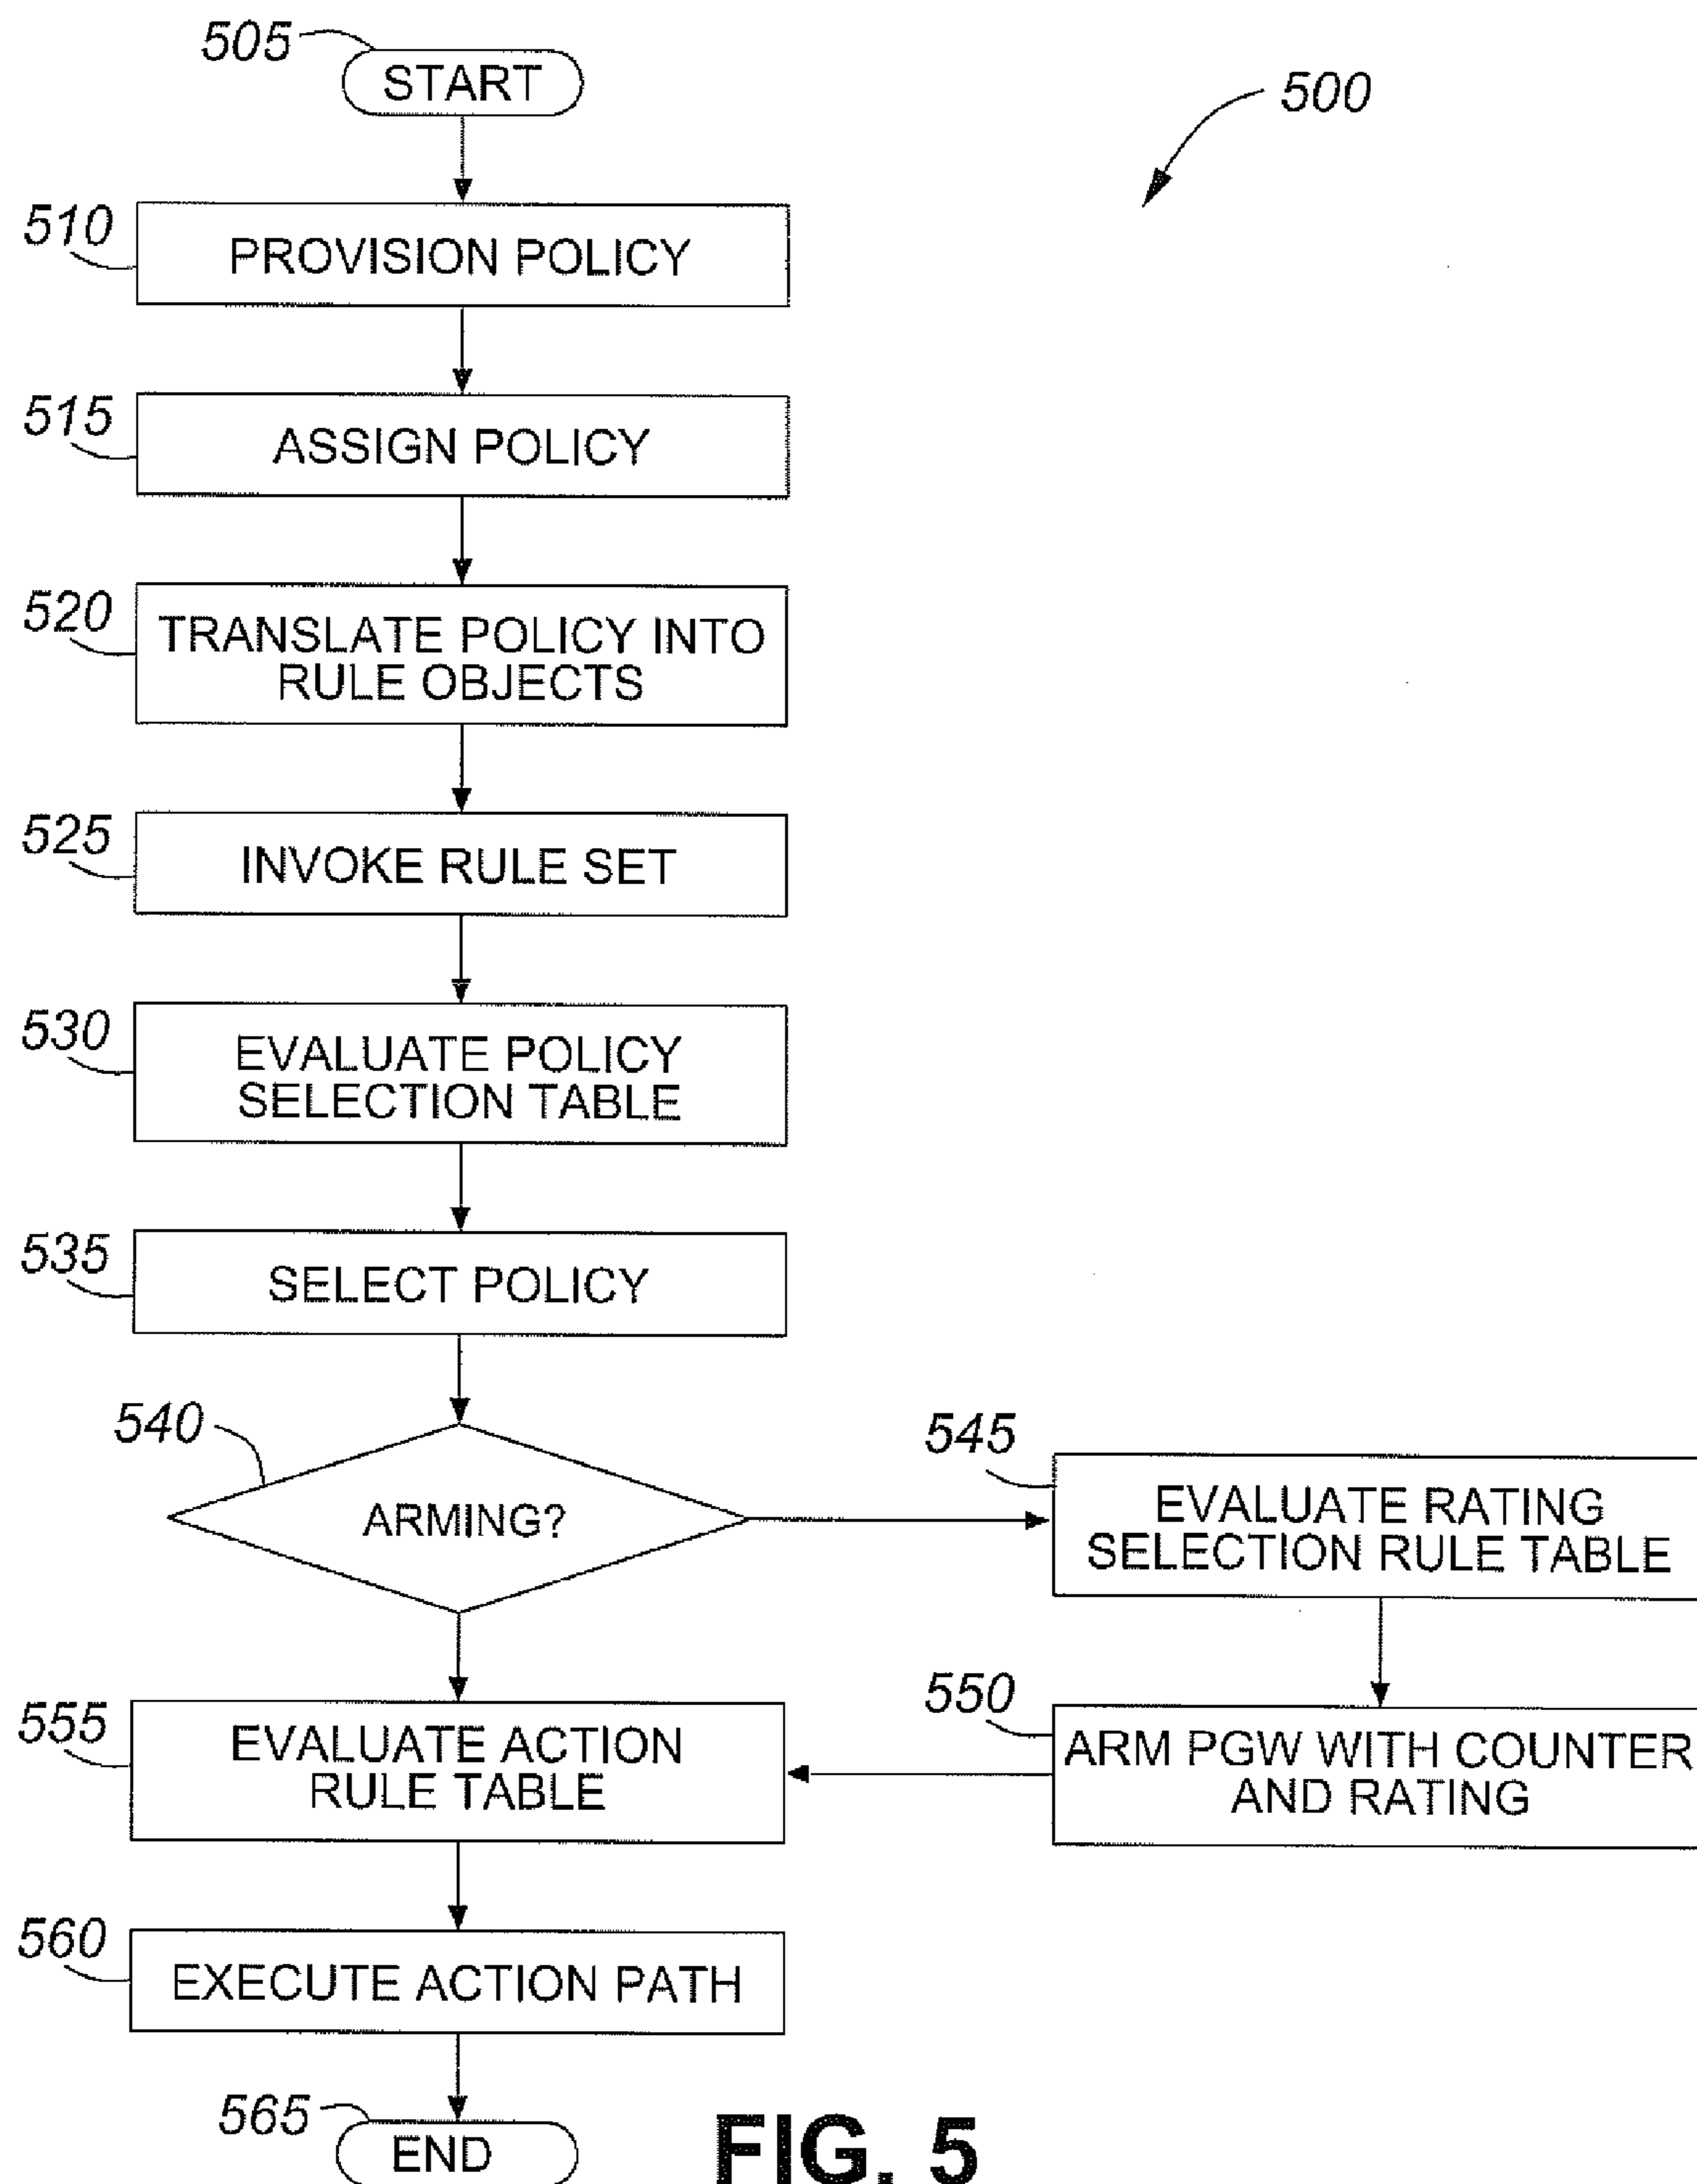 505
START
500
510
PROVISION POLICY
515
ASSIGN POLICY
520
TRANSLATE POLICY INTO
RULE OBJECTS
525
INVOKE RULE SET
530
EVALUATE POLICY
SELECTION TABLE
535
SELECT POLICY
540
ARMING?
545
EVALUATE RATING
SELECTION RULE TABLE
550
ARM PGW WITH COUNTER
AND RATING
555
EVALUATE ACTION
RULE TABLE
560
EXECUTE ACTION PATH
565
END
FIG. 5